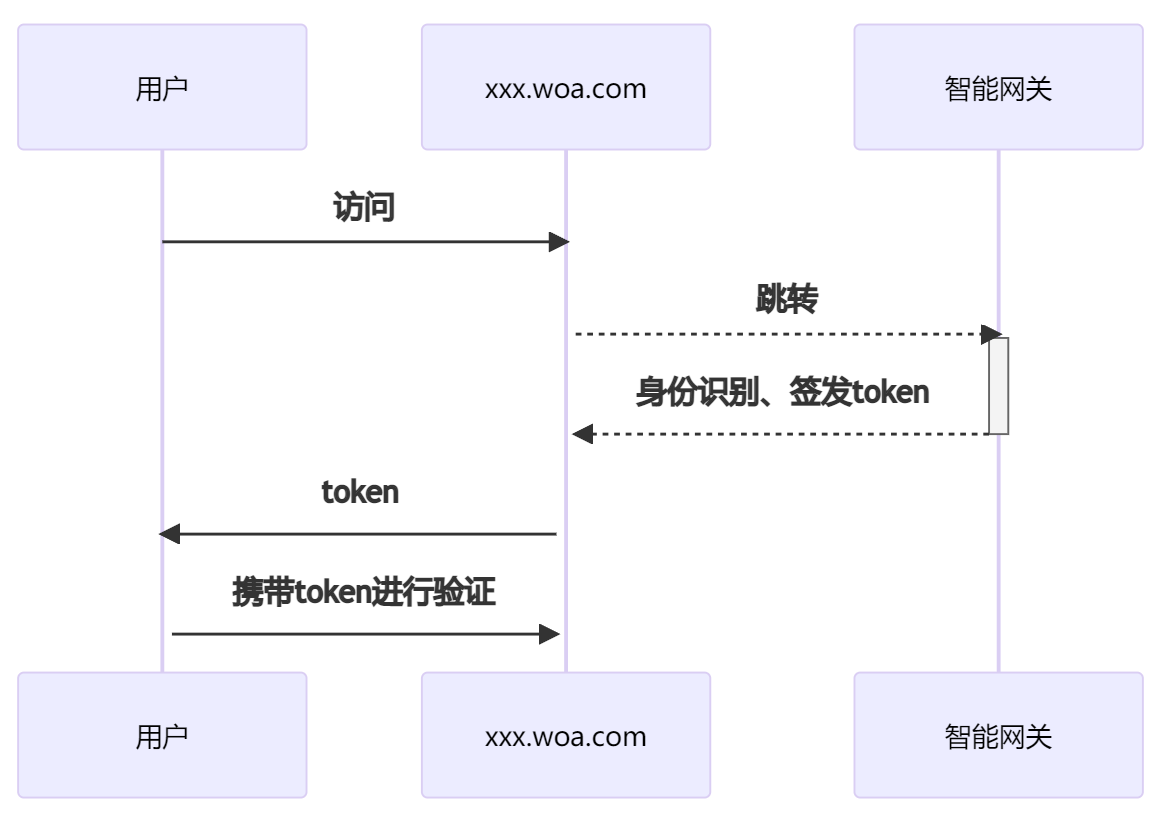 用户
xxx.woa.com
智能网关
访问
跳转
身份识别、签发token
token
携带token进行验证
用户
xxx.woa.com
智能网关